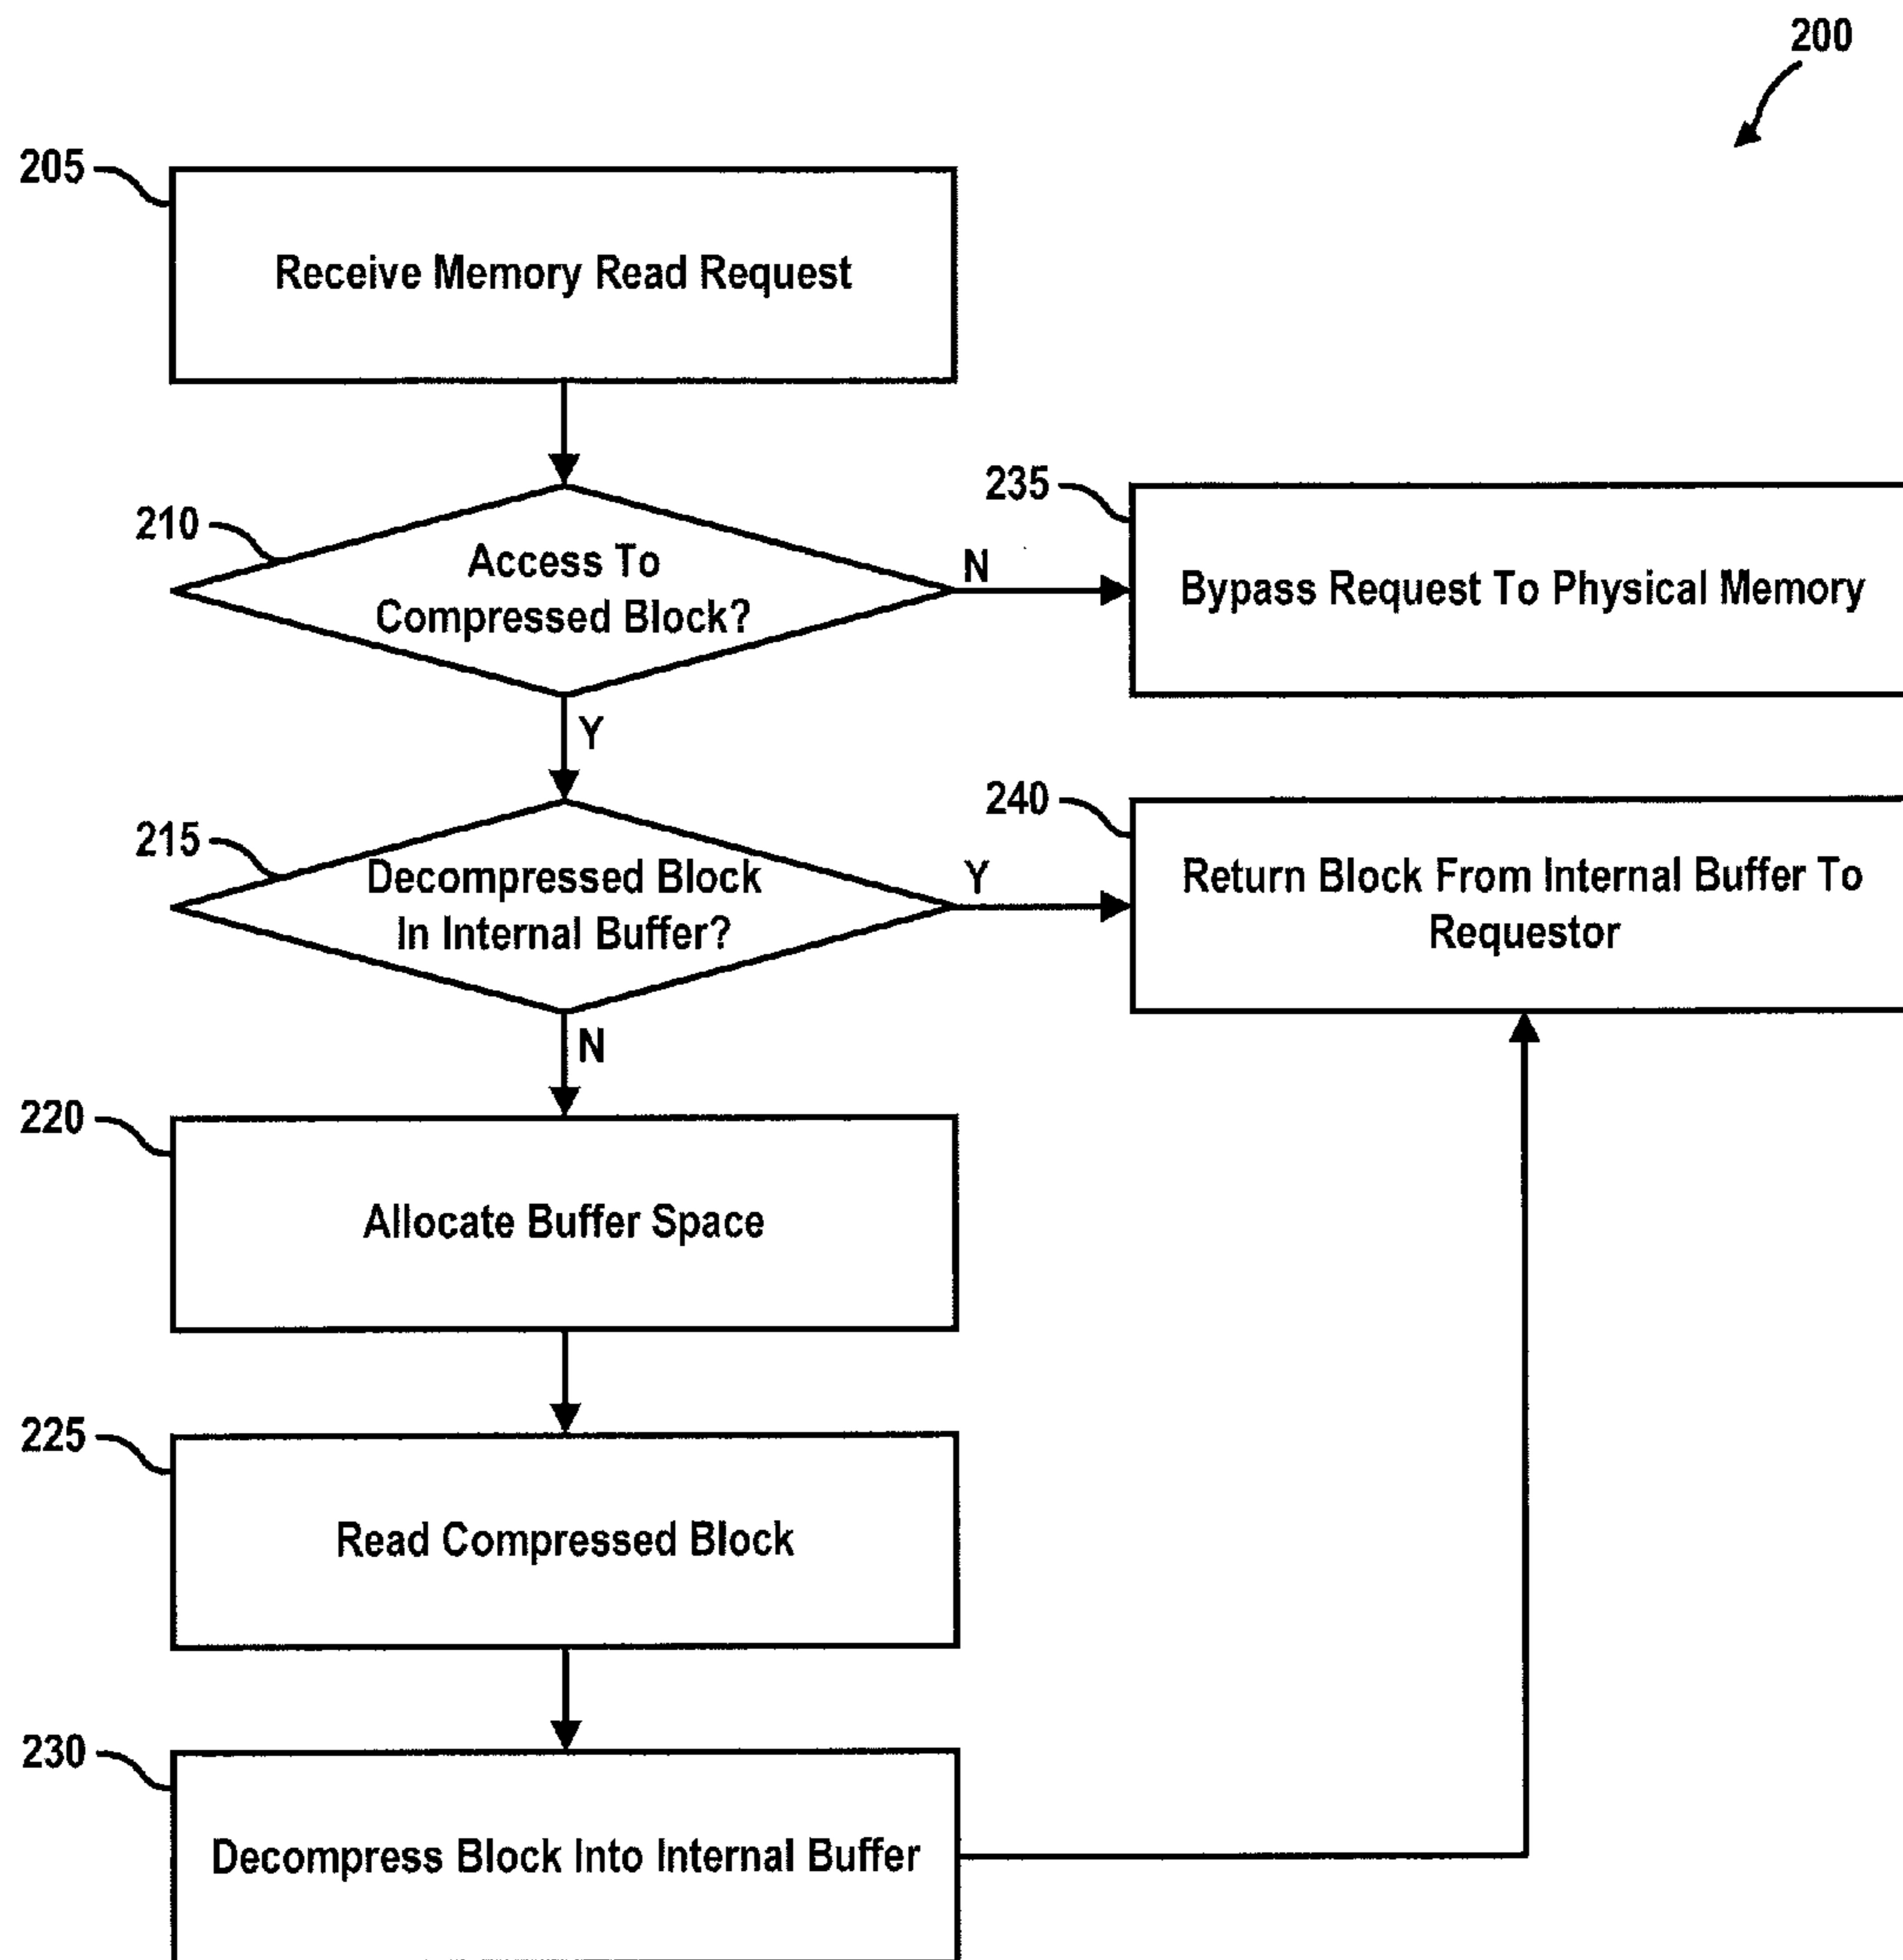 200
205
Receive Memory Read Request
210
Access To
Compressed Block?
N
235
Bypass Request To Physical Memory
Y
215
Decompressed Block
In Internal Buffer?
Y
240
Return Block From Internal Buffer To
Requestor
N
220
Allocate Buffer Space
225
Read Compressed Block
230
Decompress Block Into Internal Buffer